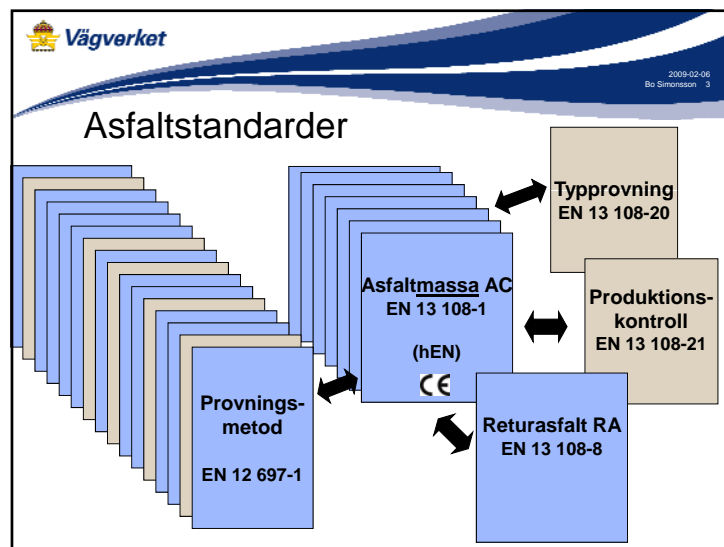 Vägverket
2009-02-06
Bo Simonsson 3
Asfaltstandarder
Typprovning
EN 13 108-20
Asfaltmassa AC
EN 13 108-1
(hEN)
CE
Produktions-
kontroll
EN 13 108-21
Provnings-
metod
EN 12 697-1
Returasfalt RA
EN 13 108-8